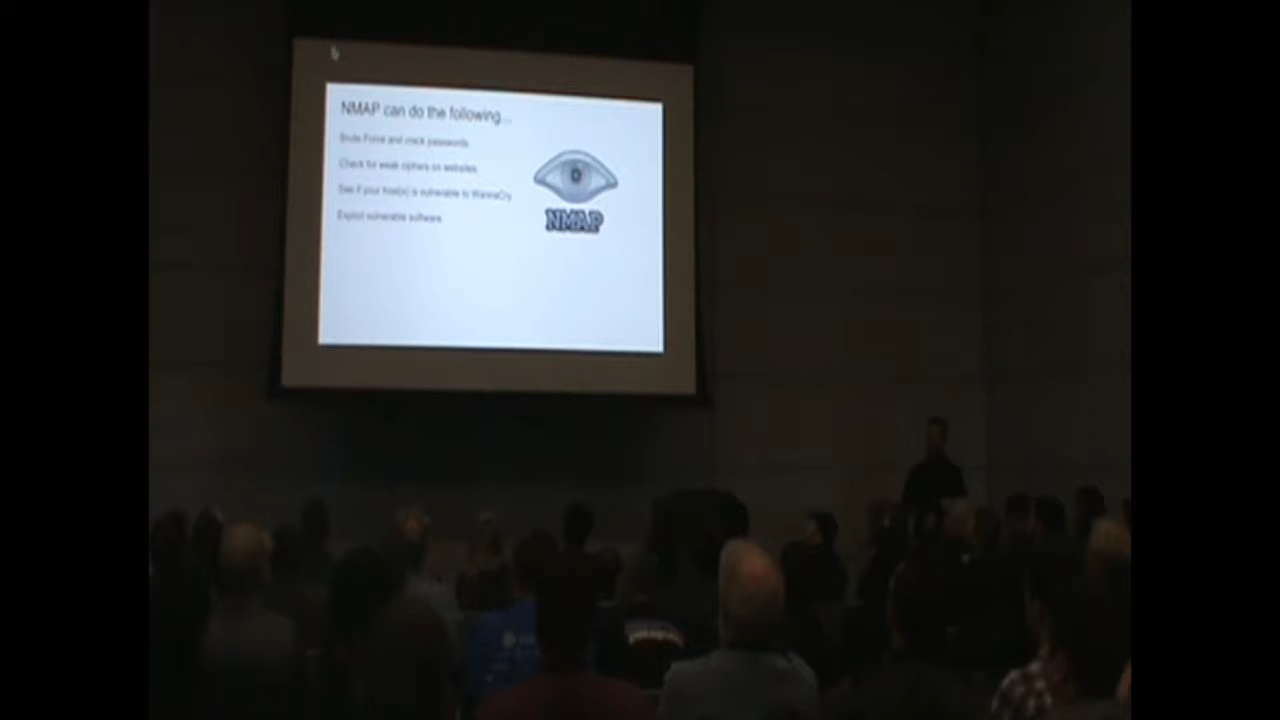 NMAP can do the following...
Brute Force and crack passwords
Check for weak ciphers on websites
See if your host(s) is vulnerable to WannaCry
Exploit vulnerable software
NMAP